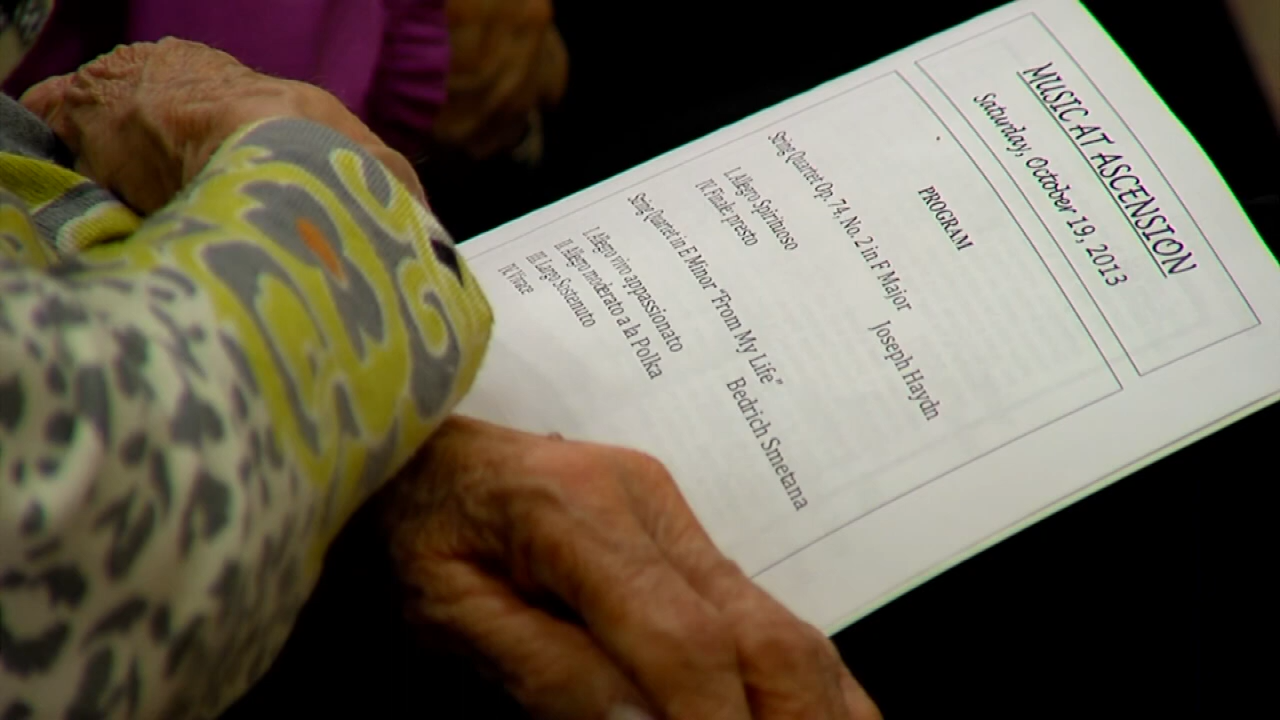 MUSIC AT ASCENSION
Saturday, October 19, 2013
PROGRAM
String Quartet Op. 74, No. 2 in F Major Joseph Haydn
I. Allegro Spirituoso
IV. Finale: presto
String Quartet in E Minor "From My Life" Bedrich Smetana
I. Allegro vivo appassionato
II. Allegro moderato a la Polka
III. Largo Sostenuto
IV. Vivace